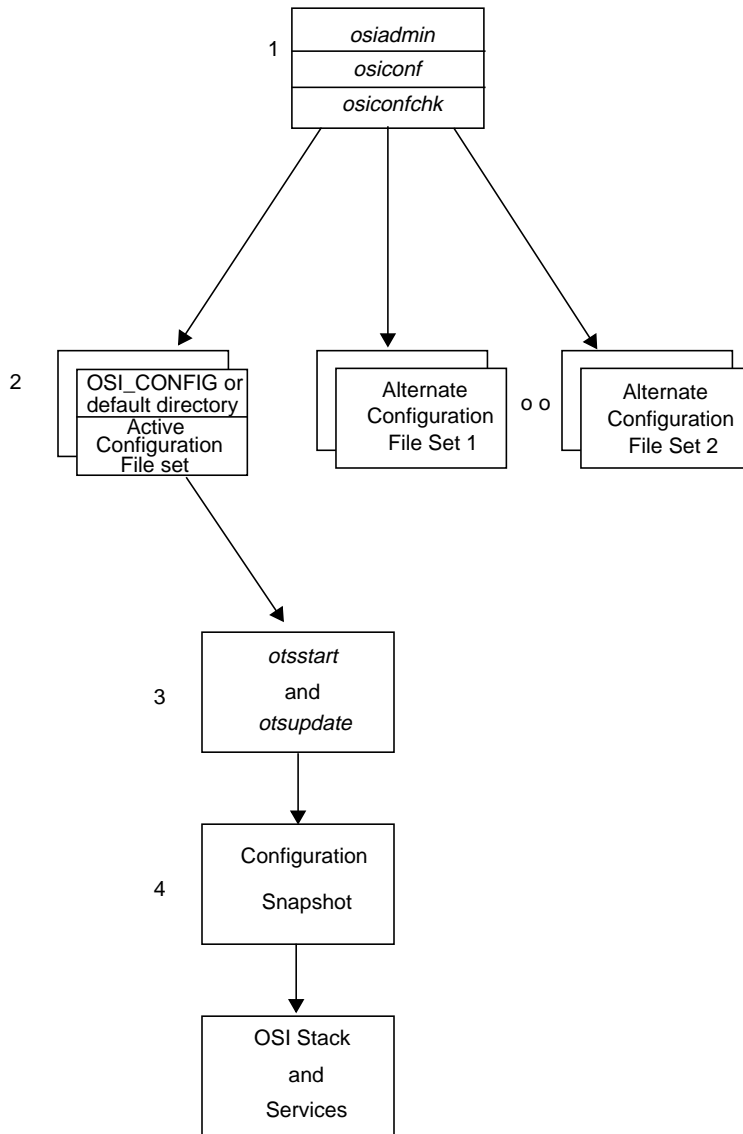 1
osiadmin
osiconf
osiconfchk
2
OSI_CONFIG or
default directory
Active
Configuration
File set
Alternate
Configuration
File Set 1
o o
Alternate
Configuration
File Set 2
3
otsstart
and
otsupdate
4
Configuration
Snapshot
OSI Stack
and
Services